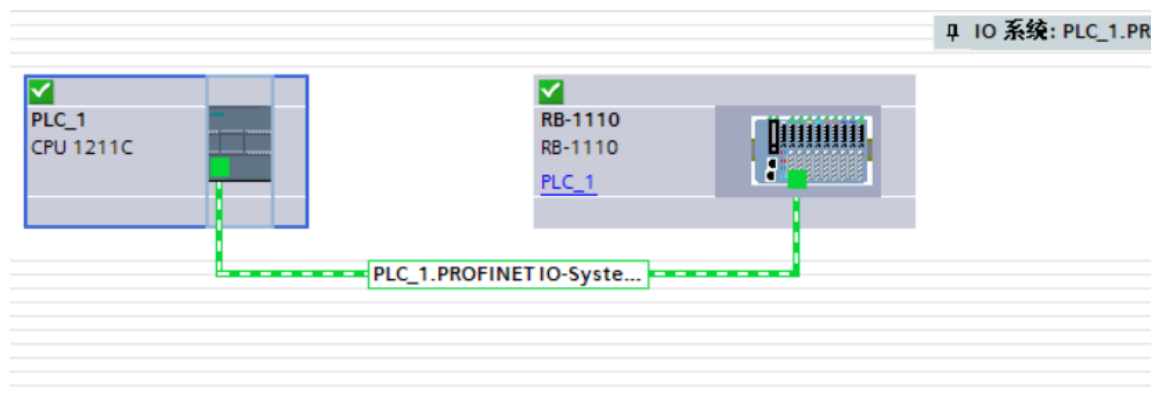 IO 系统: PLC_1.PR
PLC_1
CPU 1211C
RB-1110
RB-1110
PLC_1
PLC_1.PROFINET IO-Syste...